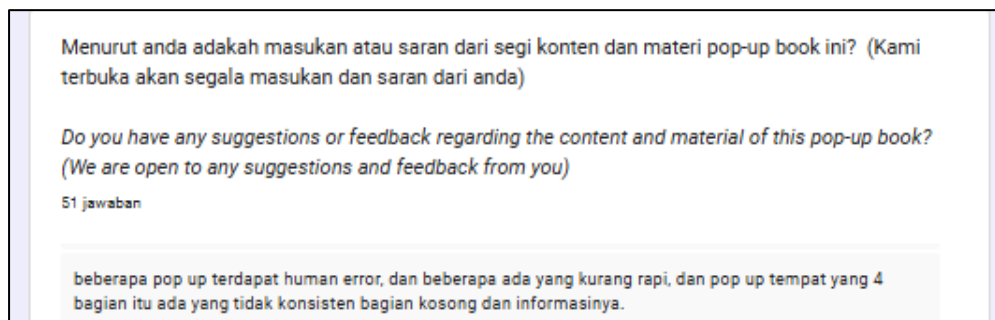 Menurut anda adakah masukan atau saran dari segi konten dan materi pop-up book ini?  (Kami
terbuka akan segala masukan dan saran dari anda)
Do you have any suggestions or feedback regarding the content and material of this pop-up book?
(We are open to any suggestions and feedback from you)
51 jawaban
beberapa pop up terdapat human error, dan beberapa ada yang kurang rapi, dan pop up tempat yang 4
bagian itu ada yang tidak konsisten bagian kosong dan informasinya.